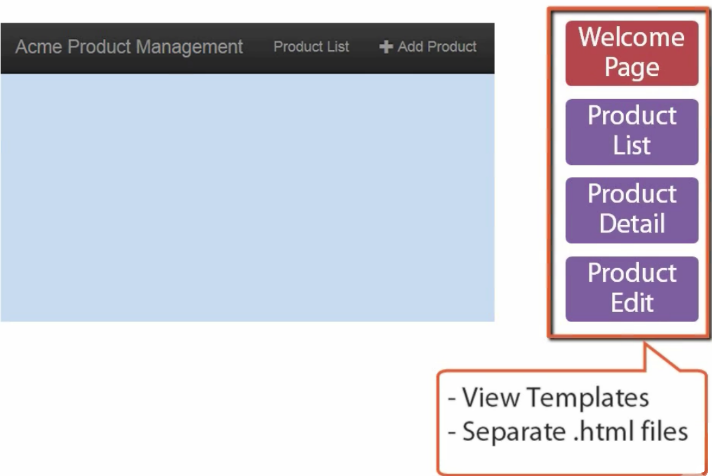 Acme Product Management Product List + Add Product
Welcome
Page
Product
List
Product
Detail
Product
Edit
- View Templates
- Separate .html files